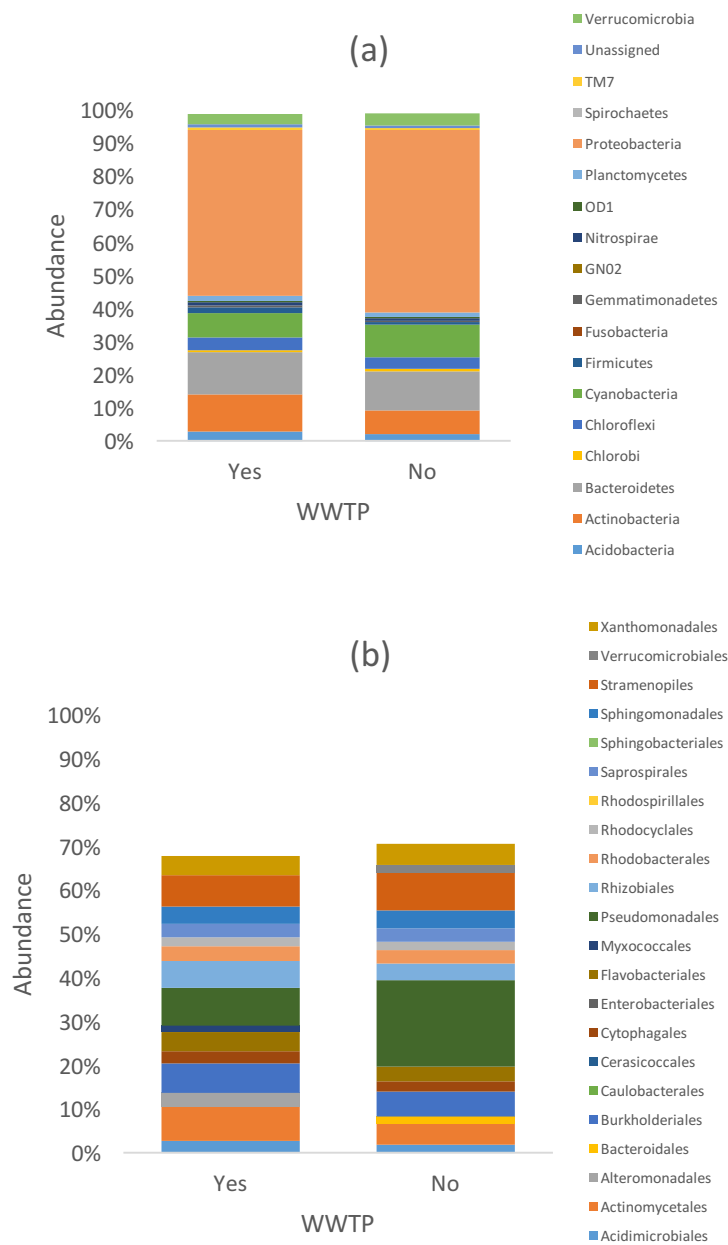 (a)
100%
90%
80%
70%
60%
50%
40%
30%
20%
10%
0%
Abundance
Yes
No
WWTP
Verrucomicrobia
Unassigned
TM7
Spirochaetes
Proteobacteria
Planctomycetes
OD1
Nitrospirae
GN02
Gemmatimonadetes
Fusobacteria
Firmicutes
Cyanobacteria
Chloroflexi
Chlorobi
Bacteroidetes
Actinobacteria
Acidobacteria
(b)
100%
90%
80%
70%
60%
50%
40%
30%
20%
10%
0%
Abundance
Yes
No
WWTP
Xanthomonadales
Verrucomicrobiales
Stramenopiles
Sphingomonadales
Sphingobacteriales
Saprospirales
Rhodospirillales
Rhodocyclales
Rhodobacterales
Rhizobiales
Pseudomonadales
Myxococcales
Flavobacteriales
Enterobacteriales
Cytophagales
Cerasicoccales
Caulobacterales
Burkholderiales
Bacteroidales
Alteromonadales
Actinomycetales
Acidimicrobiales